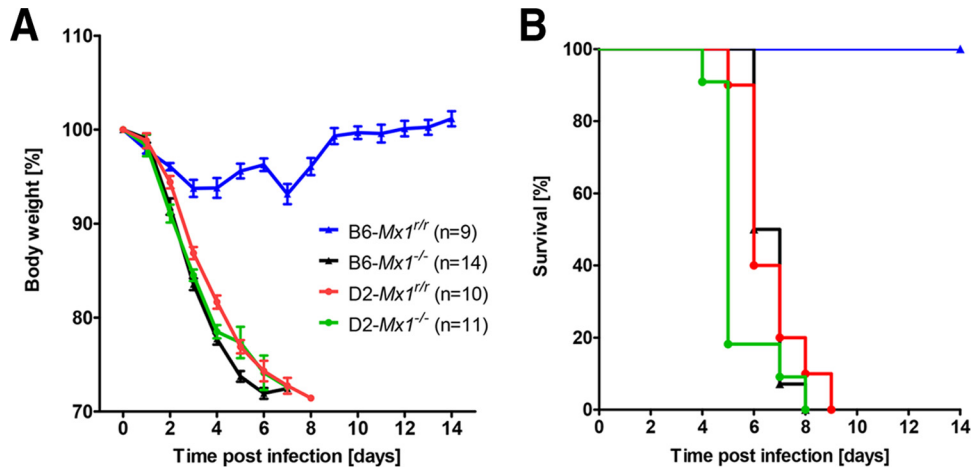 A
110
100
90
80
70
Body weight [%]
0 2 4 6 8 10 12 14
Time post infection [days]
B6-Mx1r/r (n=9)
B6-Mx1-/- (n=14)
D2-Mx1r/r (n=10)
D2-Mx1-/- (n=11)
B
100
80
60
40
20
0
Survival [%]
0 2 4 6 8 10 12 14
Time post infection [days]